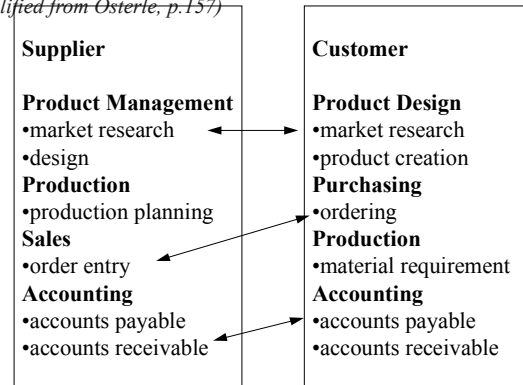 lified from Osterle, p.157)
Supplier
Product Management
•market research
•design
Production
•production planning
Sales
•order entry
Accounting
•accounts payable
•accounts receivable
Customer
Product Design
•market research
•product creation
Purchasing
•ordering
Production
•material requirement
Accounting
•accounts payable
•accounts receivable